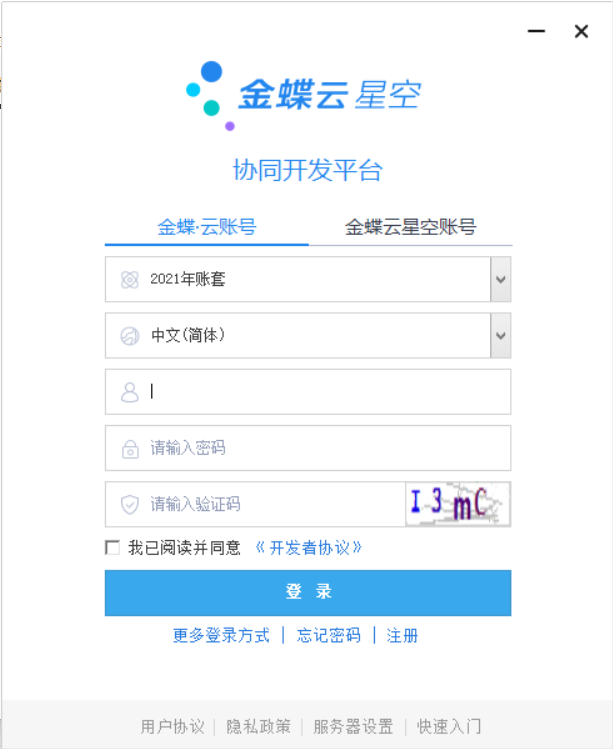 金蝶云 星空
协同开发平台
金蝶·云账号 金蝶云星空账号
2021年账套
中文(简体)
请输入密码
请输入验证码 I3mC
我已阅读并同意 《开发者协议》
登 录
更多登录方式 | 忘记密码 | 注册
用户协议 | 隐私政策 | 服务器设置 | 快速入门